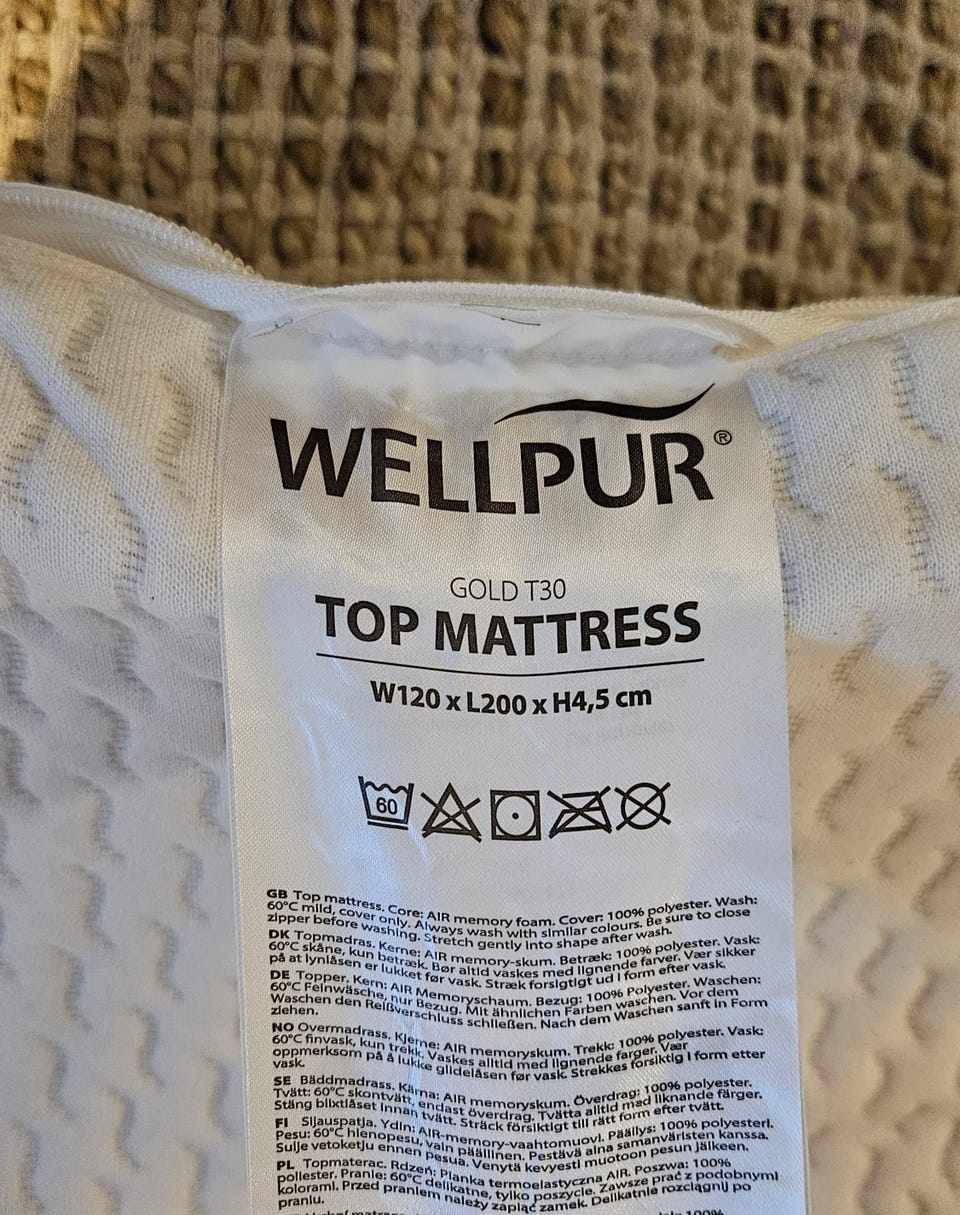 WELLPUR®
GOLD T30
TOP MATTRESS
W120 x L200 x H4,5 cm
60
GB Top mattress. Core: AIR memory foam. Cover: 100% polyester. Wash:
60°C mild, cover only. Always wash with similar colours. Be sure to close
zipper before washing. Stretch gently into shape after wash.
DK Topmadras. Kerne: AIR memory-skum. Betræk: 100% polyester. Vask:
60°C skåne, kun betræk. Bør altid vaskes med lignende farver. Vær sikker
på at lynlåsen er lukket før vask. Stræk forsigtigt ud i form efter vask.
DE Topper. Kern: AIR Memoryschaum. Bezug: 100% Polyester. Waschen:
60°C Feinwäsche, nur Bezug. Mit ähnlichen Farben waschen. Vor dem
Waschen den Reißverschluss schließen. Nach dem Waschen sanft in Form
ziehen.
NO Overmadrass. Kjerne: AIR memoryskum. Trekk: 100% polyester. Vask:
60°C finvask, kun trekk. Vaskes alltid med lignende farger. Vær
oppmerksom på å lukke glidelåsen før vask. Strekkes forsiktig i form etter
vask.
SE Bäddmadrass. Kärna: AIR memoryskum. Överdrag: 100% polyester.
Tvätt: 60°C skontvätt, endast överdrag. Tvätta alltid med liknande färger.
Stäng blixtlåset innan tvätt. Sträck försiktigt till rätt form efter tvätt.
FI Sijauspatja. Ydin: AIR-memory-vaahtomuovi. Päällys: 100% polyesteri.
Pesu: 60°C hienopesu, vain päällinen. Pestävä aina samanväristen kanssa.
Sulje vetoketju ennen pesua. Venytä kevyesti muotoon pesun jälkeen.
PL Topmaterac. Rdzeń: Pianka termoelastyczna AIR. Poszwa: 100%
poliester. Pranie: 60°C delikatne, tylko poszycie. Zawsze prać z podobnymi
kolorami. Przed praniem należy zapiąć zamek. Delikatnie rozciągnij po
praniu.
100%